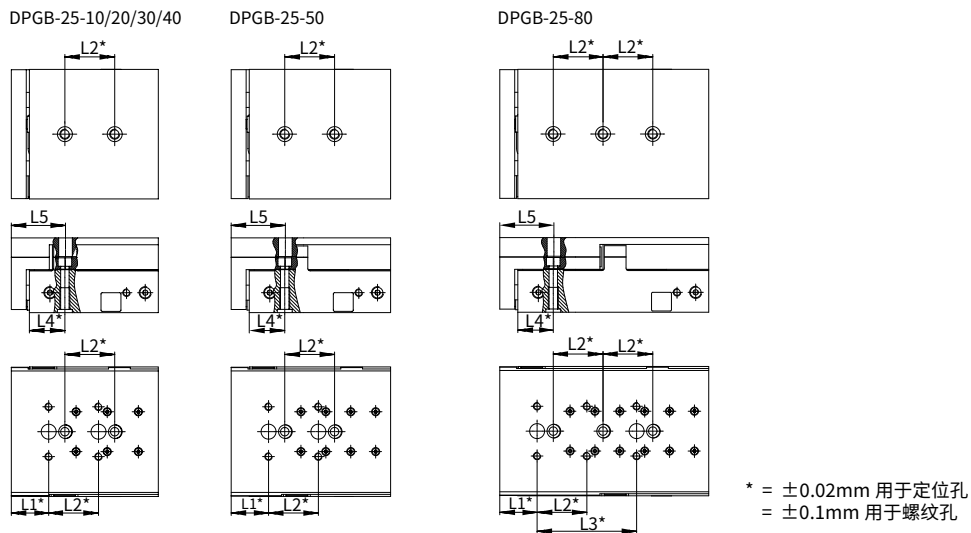 DPGB-25-10/20/30/40
DPGB-25-50
DPGB-25-80
L2*
L2*
L2*
L2*
L5
L5
L5
L4*
L4*
L4*
L2*
L2*
L2*
L2*
L1*
L2*
L1*
L2*
L1*
L2*
L3*
* = ±0.02mm 用于定位孔
= ±0.1mm 用于螺纹孔